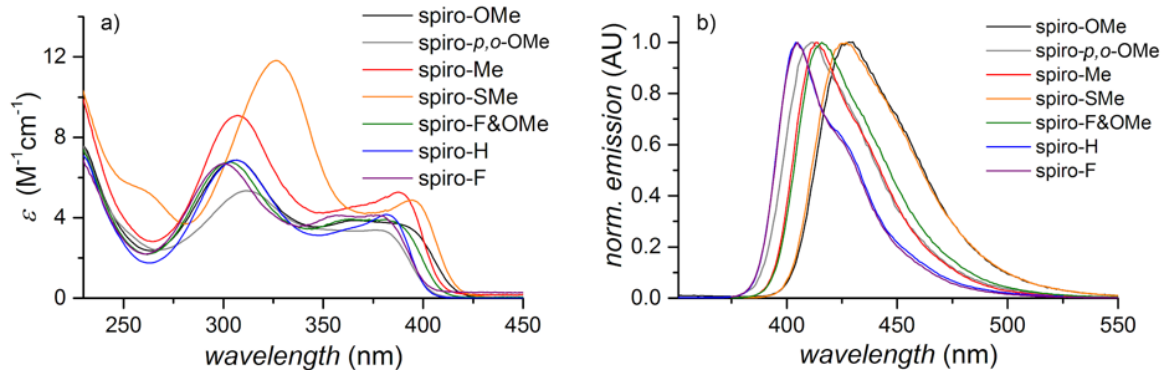 a)
spiro-OMe
spiro-p,o-OMe
spiro-Me
spiro-SMe
spiro-F&OMe
spiro-H
spiro-F
12
8
4
0
ε (M⁻¹cm⁻¹)
250 300 350 400 450
wavelength (nm)
b)
spiro-OMe
spiro-p,o-OMe
spiro-Me
spiro-SMe
spiro-F&OMe
spiro-H
spiro-F
1.0
0.8
0.6
0.4
0.2
0.0
norm. emission (AU)
400 450 500 550
wavelength (nm)